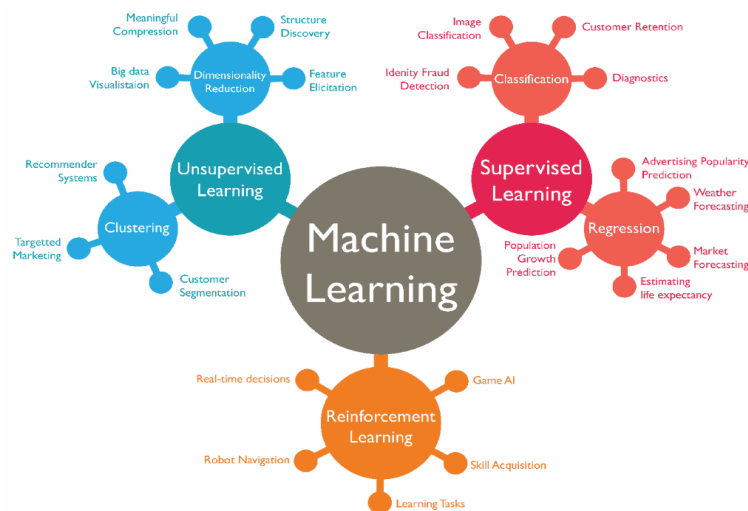 Meaningful
Compression
Structure
Discovery
Big data
Visualistaion
Dimensionality
Reduction
Feature
Elicitation
Unsupervised
Learning
Recommender
Systems
Clustering
Targetted
Marketing
Customer
Segmentation
Image
Classification
Customer Retention
Idenity Fraud
Detection
Classification
Diagnostics
Supervised
Learning
Advertising Popularity
Prediction
Weather
Forecasting
Regression
Population
Growth
Prediction
Market
Forecasting
Estimating
life expectancy
Machine
Learning
Real-time decisions
Game AI
Reinforcement
Learning
Robot Navigation
Skill Acquisition
Learning Tasks